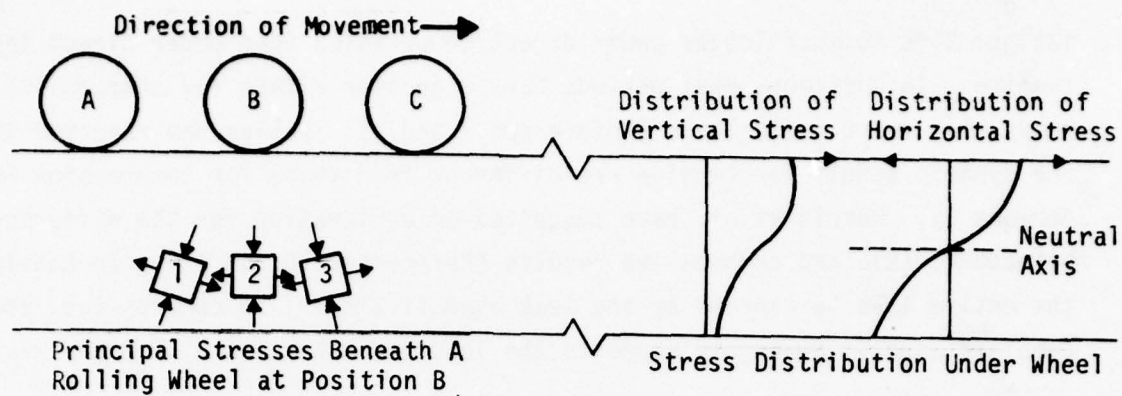 Direction of Movement
A B C
Distribution of Vertical Stress
Distribution of Horizontal Stress
1 2 3
Neutral Axis
Principal Stresses Beneath A
Rolling Wheel at Position B
Stress Distribution Under Wheel